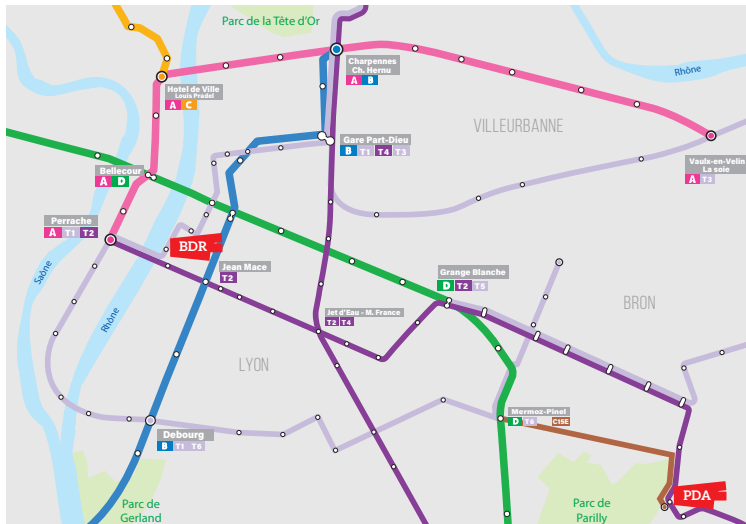 Parc de la Tête d'Or
Rhône
Charpennes
Ch. Hernu
A B
Hotel de Ville
Louis Pradel
A C
VILLEURBANNE
Gare Part-Dieu
B T1 T4 T3
Vaulx-en-Velin
La soie
A T3
Bellecour
A D
Perrache
A T1 T2
BDR
Saône
Jean Mace
T2
Grange Blanche
D T2 T5
BRON
Rhône
Jet d'Eau - M. France
T2 T4
LYON
Mermoz-Pinel
D T6 C15E
Debourg
B T1 T6
PDA
Parc de
Gerland
Parc de
Parilly